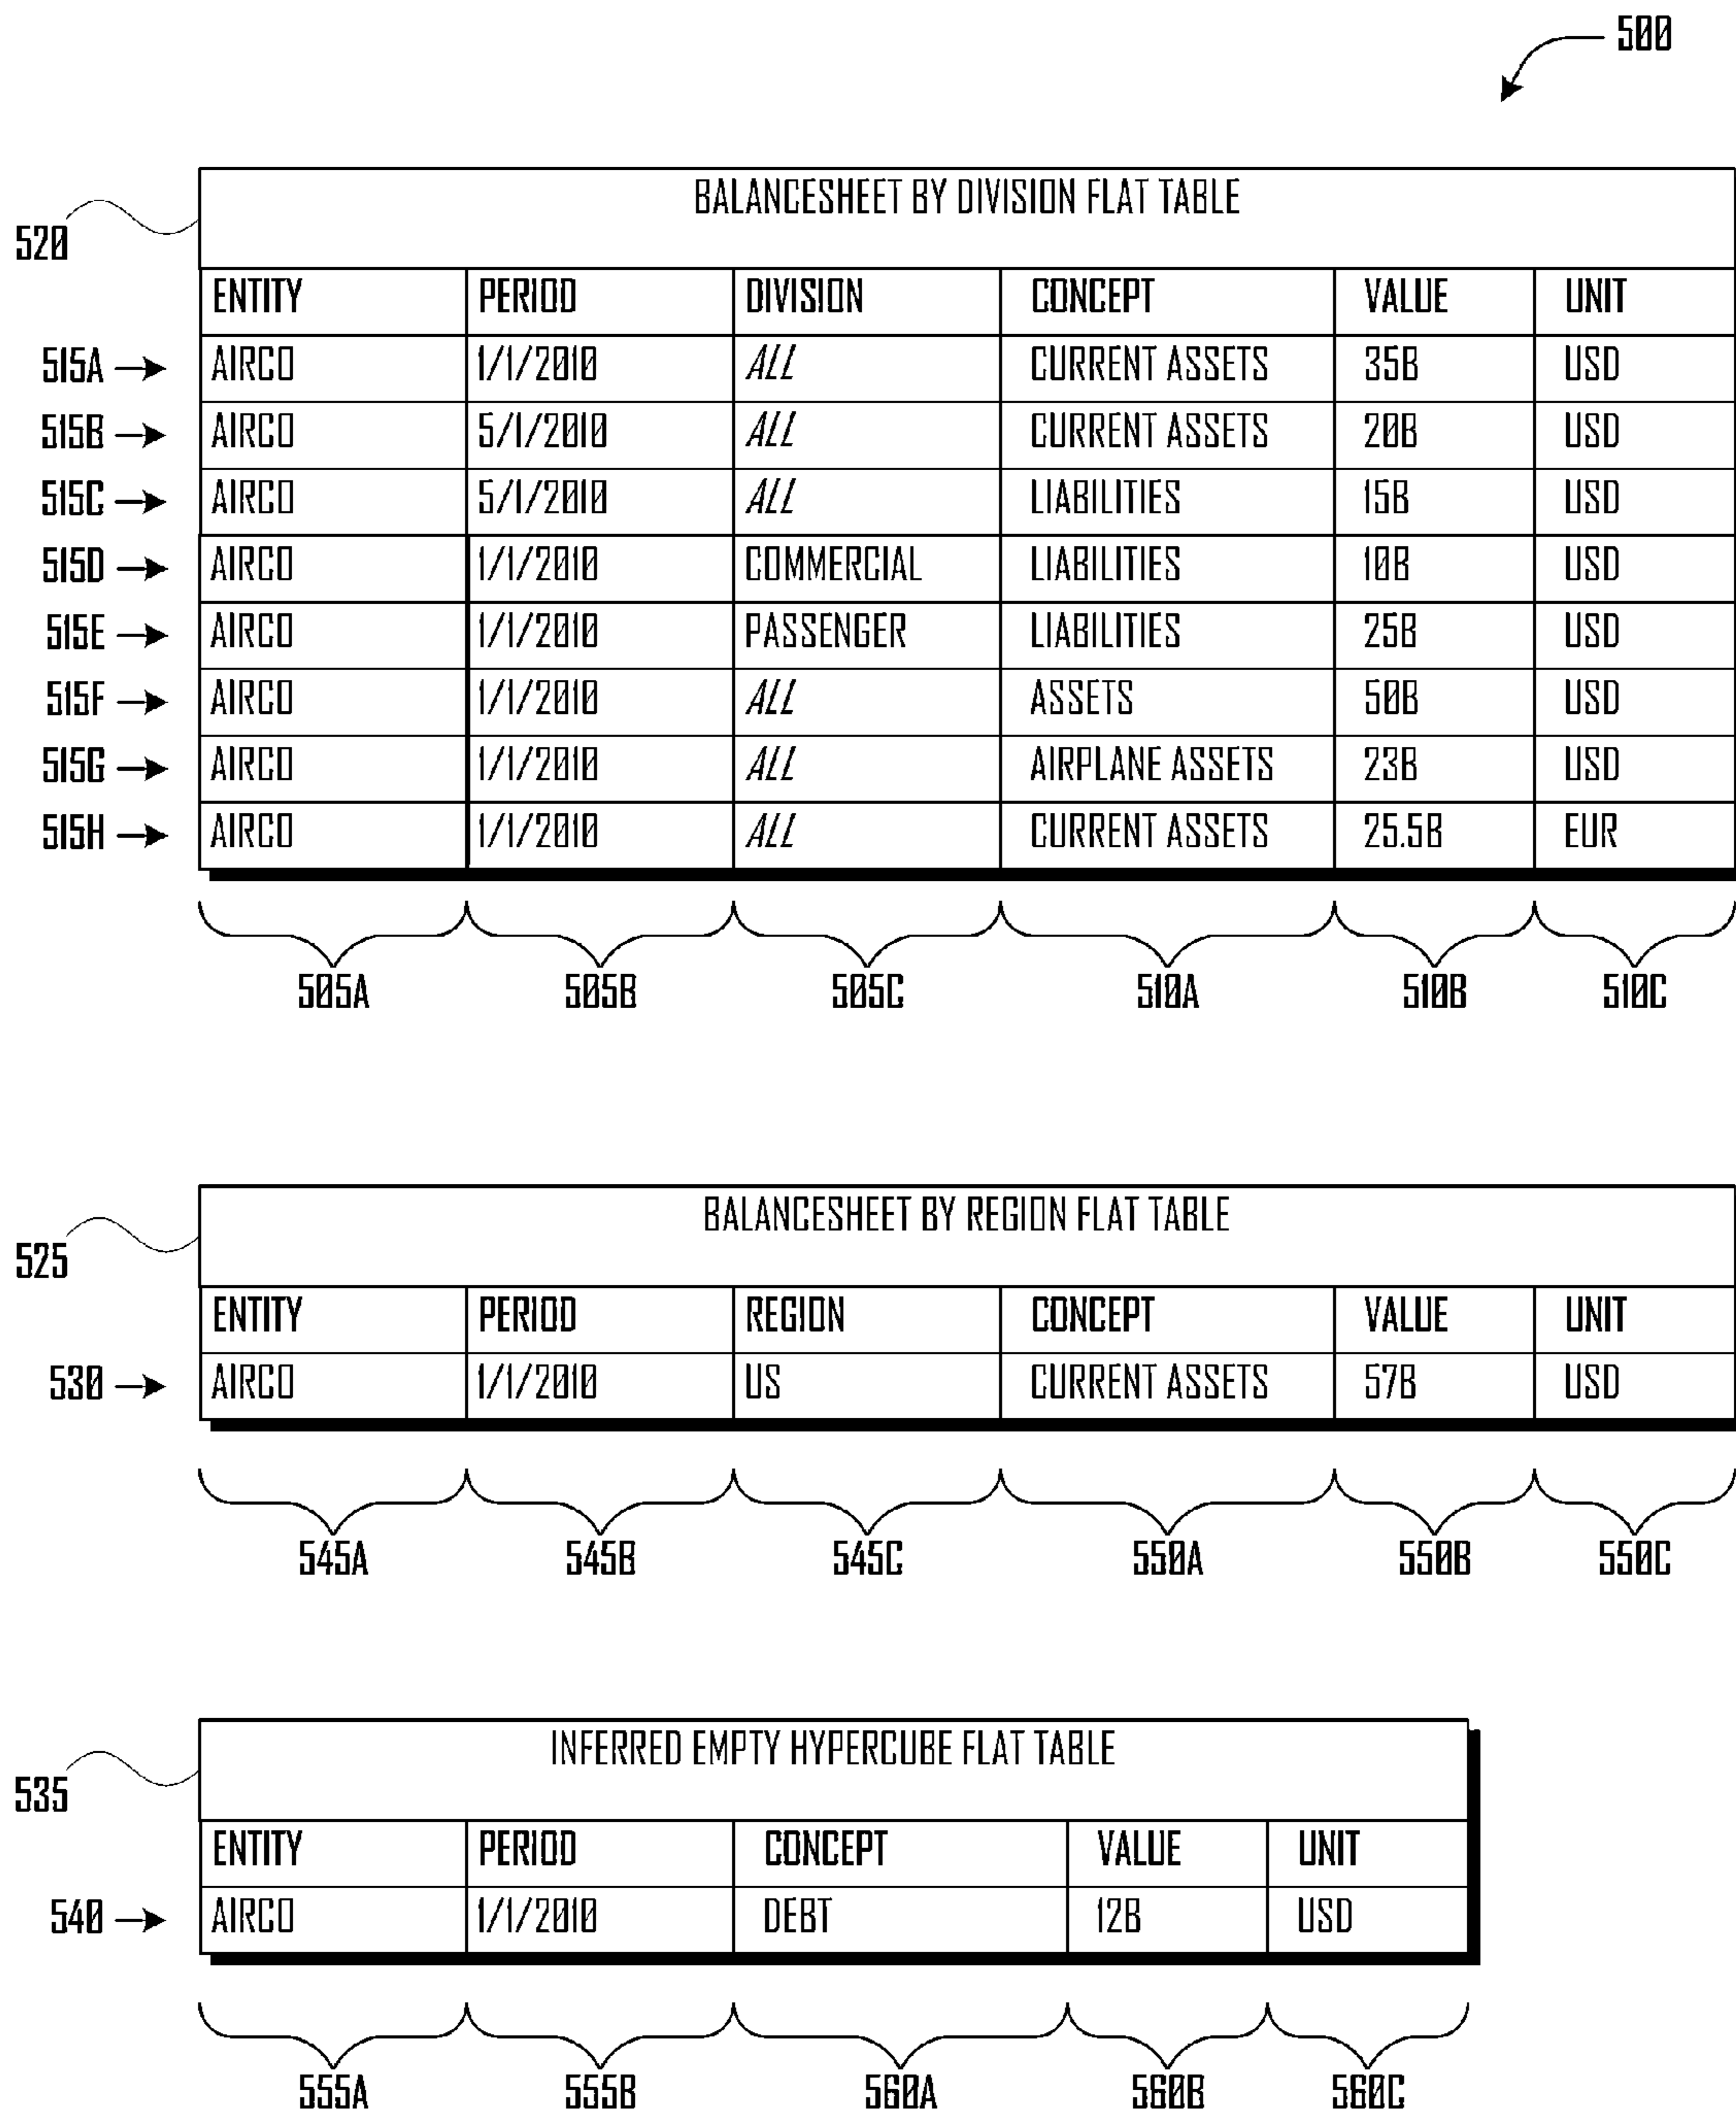 500
BALANCESHEET BY DIVISION FLAT TABLE
520
ENTITY PERIOD DIVISION CONCEPT VALUE UNIT
515A AIRCO 1/1/2010 ALL CURRENT ASSETS 35B USD
515B AIRCO 5/1/2010 ALL CURRENT ASSETS 20B USD
515C AIRCO 5/1/2010 ALL LIABILITIES 15B USD
515D AIRCO 1/1/2010 COMMERCIAL LIABILITIES 10B USD
515E AIRCO 1/1/2010 PASSENGER LIABILITIES 25B USD
515F AIRCO 1/1/2010 ALL ASSETS 50B USD
515G AIRCO 1/1/2010 ALL AIRPLANE ASSETS 23B USD
515H AIRCO 1/1/2010 ALL CURRENT ASSETS 25.5B EUR
505A 505B 505C 510A 510B 510C
BALANCESHEET BY REGION FLAT TABLE
525
ENTITY PERIOD REGION CONCEPT VALUE UNIT
530 AIRCO 1/1/2010 US CURRENT ASSETS 57B USD
545A 545B 545C 550A 550B 550C
INFERRED EMPTY HYPERCUBE FLAT TABLE
535
ENTITY PERIOD CONCEPT VALUE UNIT
540 AIRCO 1/1/2010 DEBT 12B USD
555A 555B 560A 560B 560C